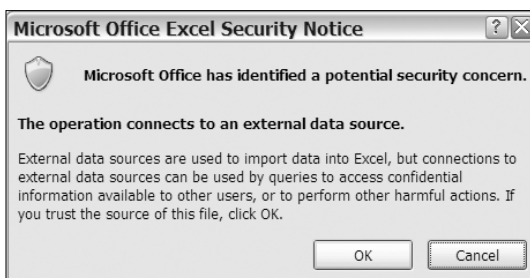 Microsoft Office Excel Security Notice
Microsoft Office has identified a potential security concern.
The operation connects to an external data source.
External data sources are used to import data into Excel, but connections to
external data sources can be used by queries to access confidential
information available to other users, or to perform other harmful actions. If
you trust the source of this file, click OK.
OK Cancel